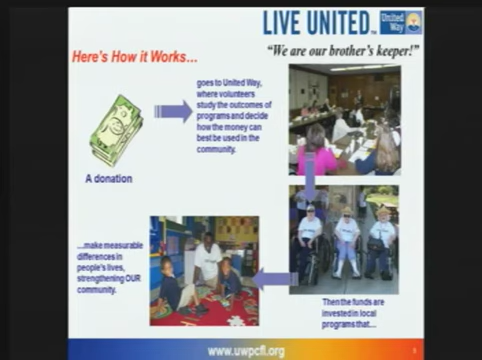 LIVE UNITED™
United
Way
"We are our brother's keeper!"
Here's How it Works...
goes to United Way,
where volunteers
study the outcomes of
programs and decide
how the money can
best be used in the
community.
A donation
...make measurable
differences in
people's lives,
strengthening OUR
community.
Then the funds are
invested in local
programs that...
www.uwpcfl.org